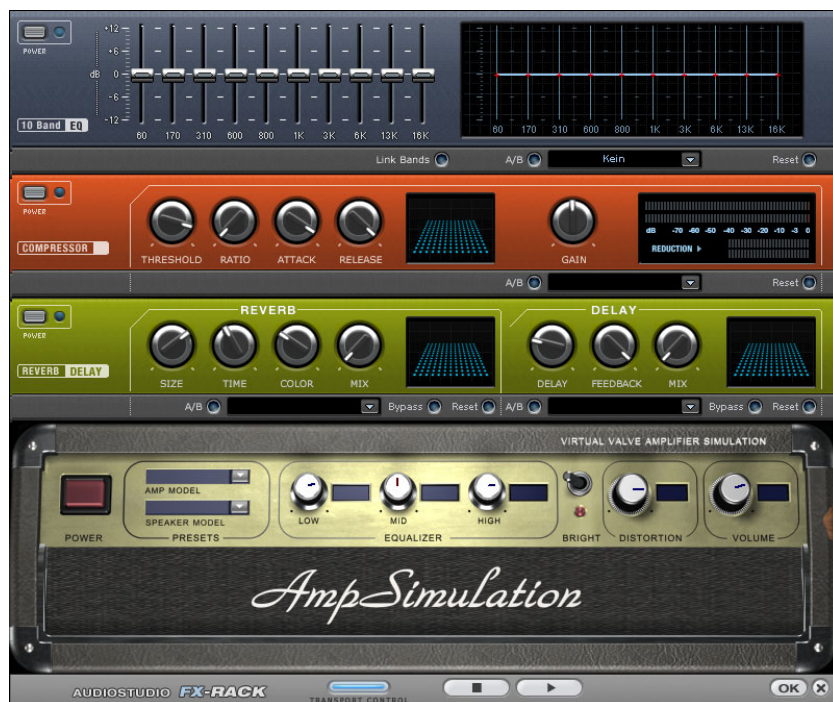 +12
POWER
+6
dB 0
-6
-12
10 Band EQ
60 170 310 600 800 1K 3K 6K 13K 16K
60 170 310 600 800 1K 3K 6K 13K 16K
Link Bands A/B Kein Reset
POWER
COMPRESSOR
THRESHOLD RATIO ATTACK RELEASE GAIN
dB -70 -60 -50 -40 -30 -20 -10 -3 0
REDUCTION
A/B Reset
REVERB DELAY
POWER
REVERB DELAY
SIZE TIME COLOR MIX DELAY FEEDBACK MIX
A/B Bypass Reset A/B Bypass Reset
VIRTUAL VALVE AMPLIFIER SIMULATION
AMP MODEL
SPEAKER MODEL
LOW MID HIGH
POWER PRESETS EQUALIZER BRIGHT DISTORTION VOLUME
AmpSimulation
AUDIOSTUDIO FX-RACK
TRANSPORT CONTROL
OK